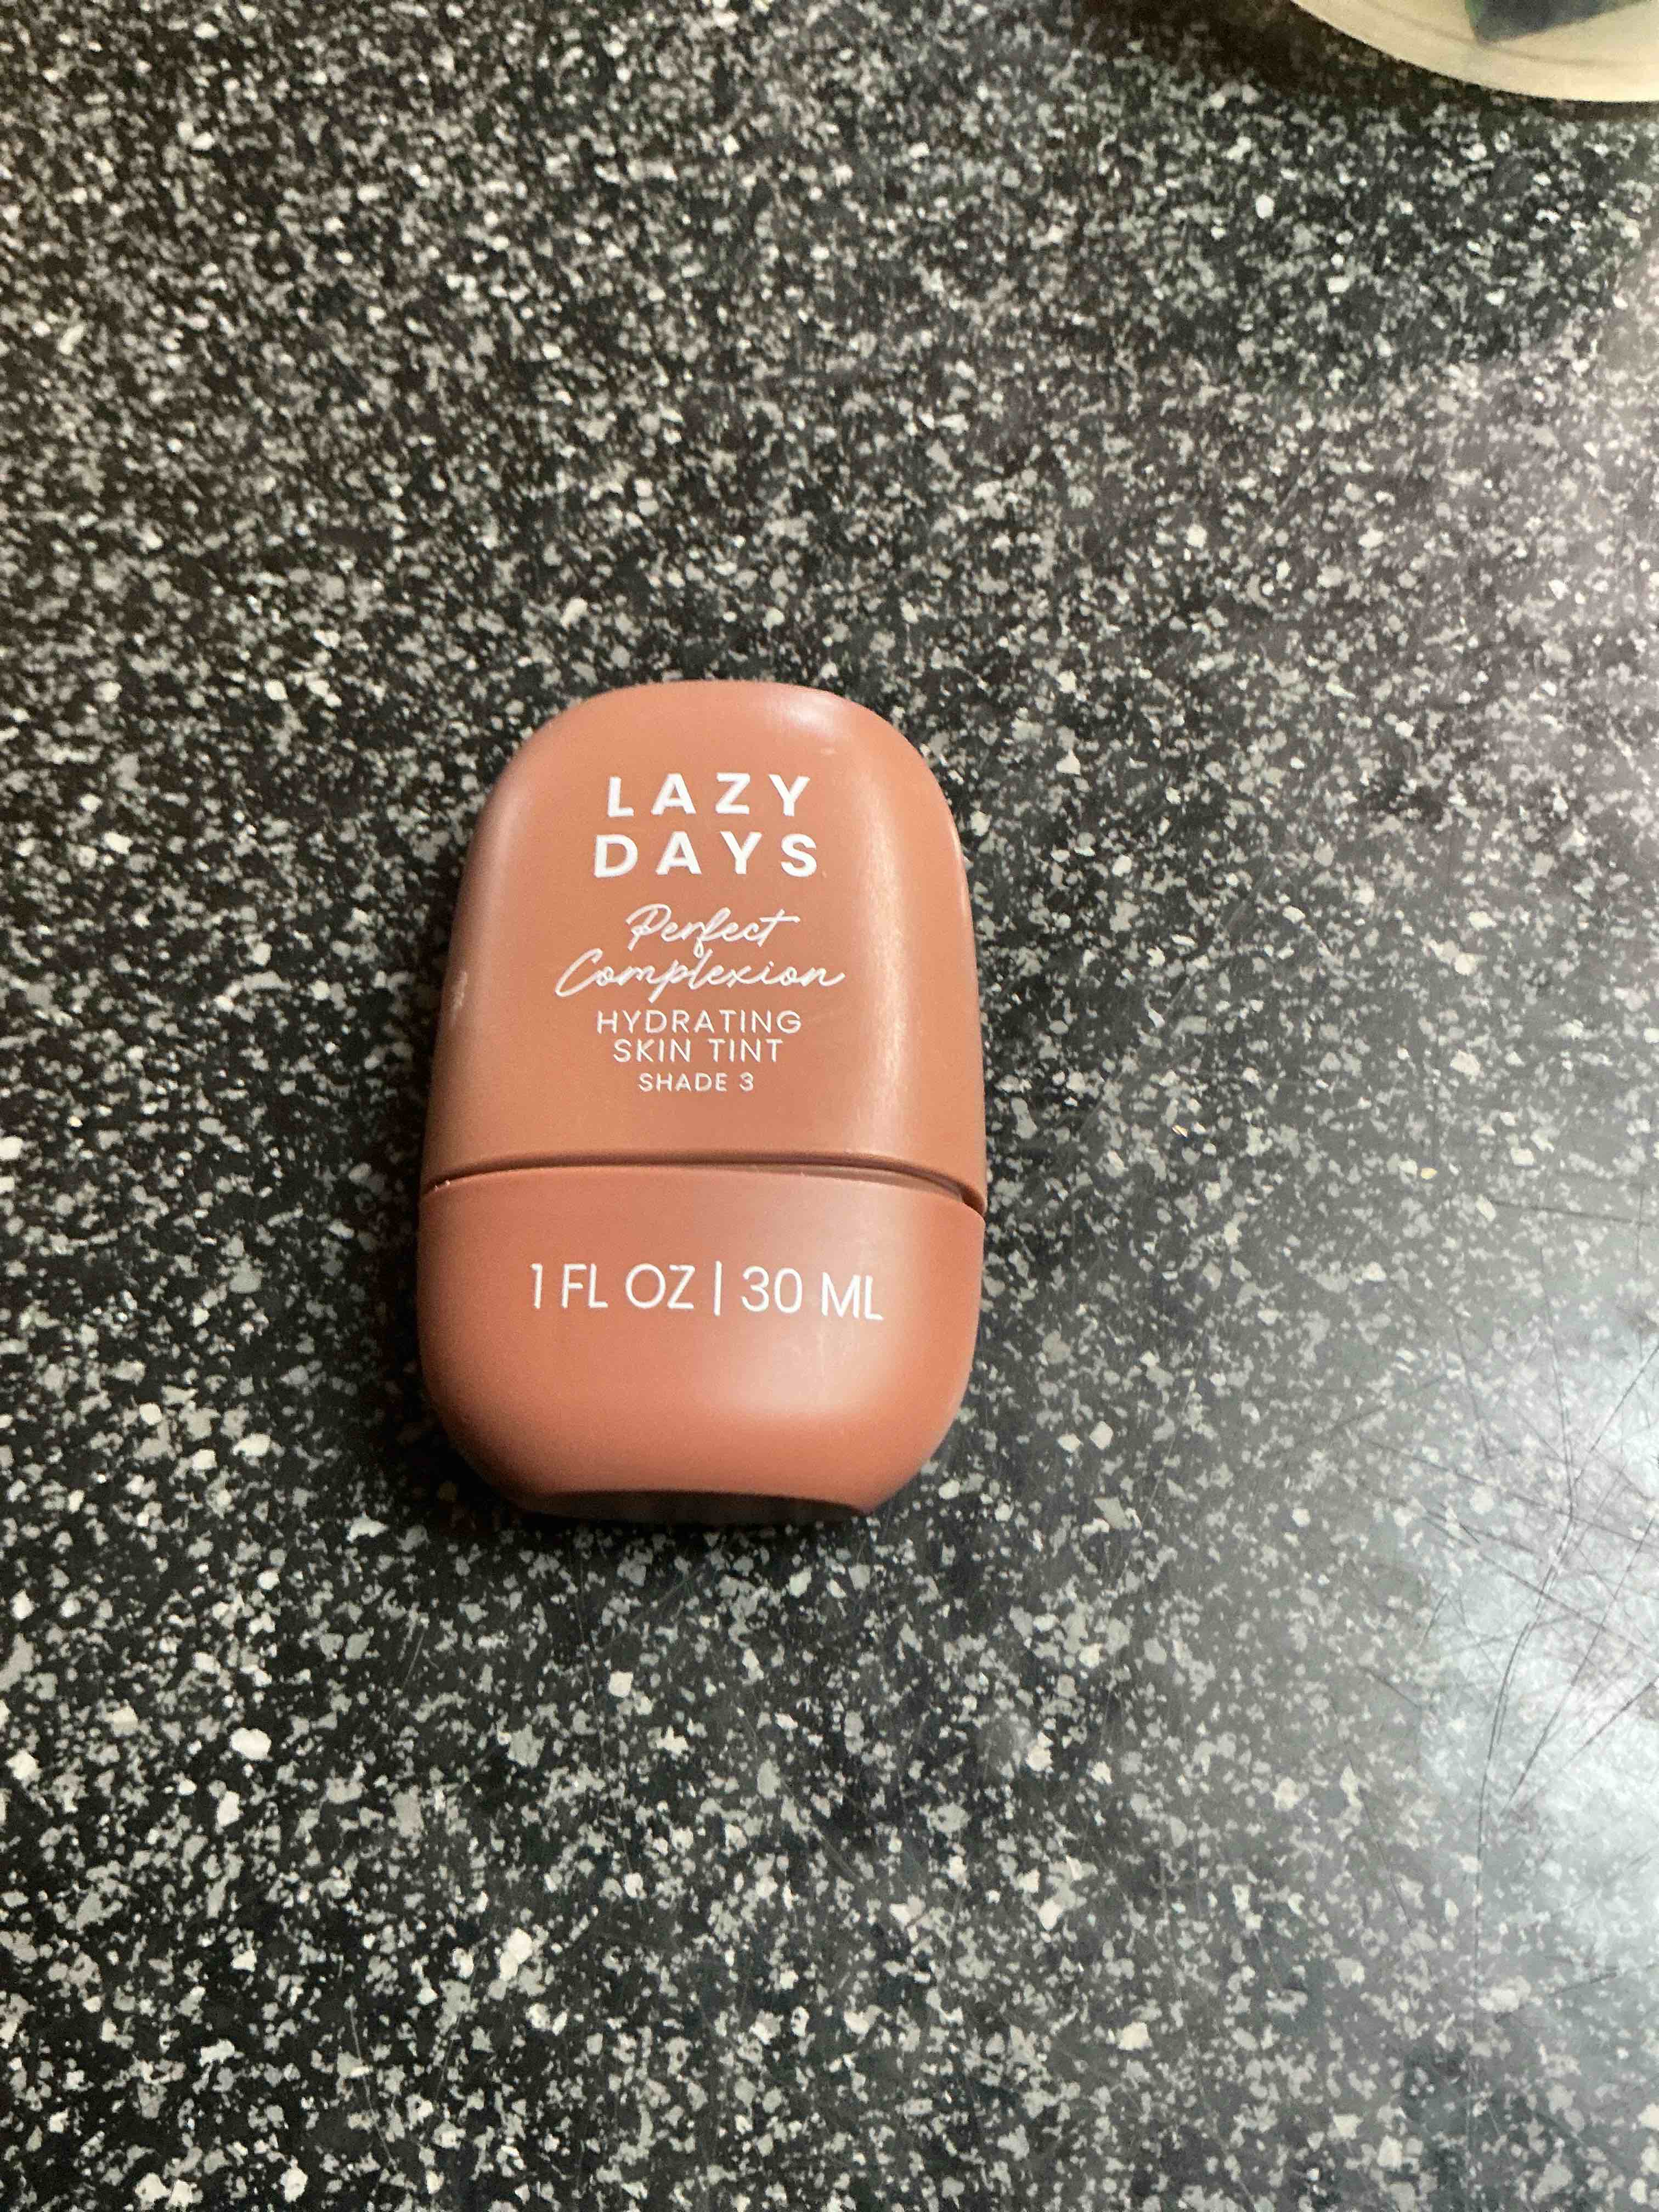 LAZY
DAYS
Perfect
Complexion
HYDRATING
SKIN TINT
SHADE 3
1 FL OZ | 30 ML